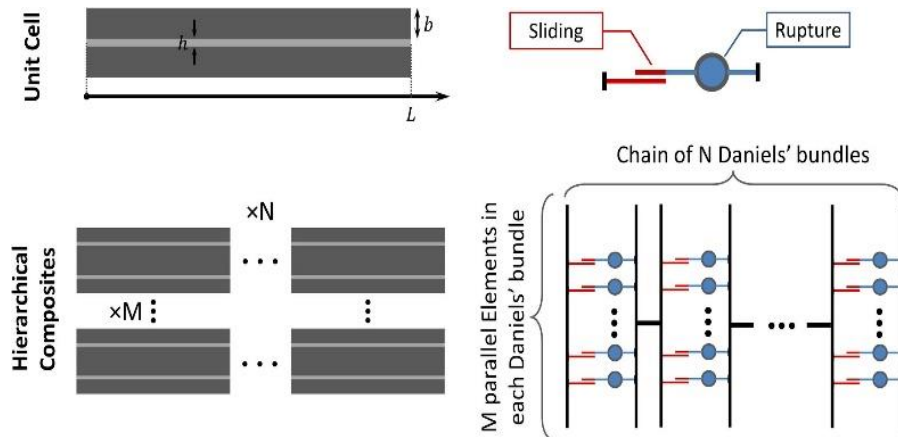 Unit Cell
h
b
L
Sliding
Rupture
Hierarchical
Composites
×N
×M
Chain of N Daniels' bundles
M parallel Elements in
each Daniels' bundle